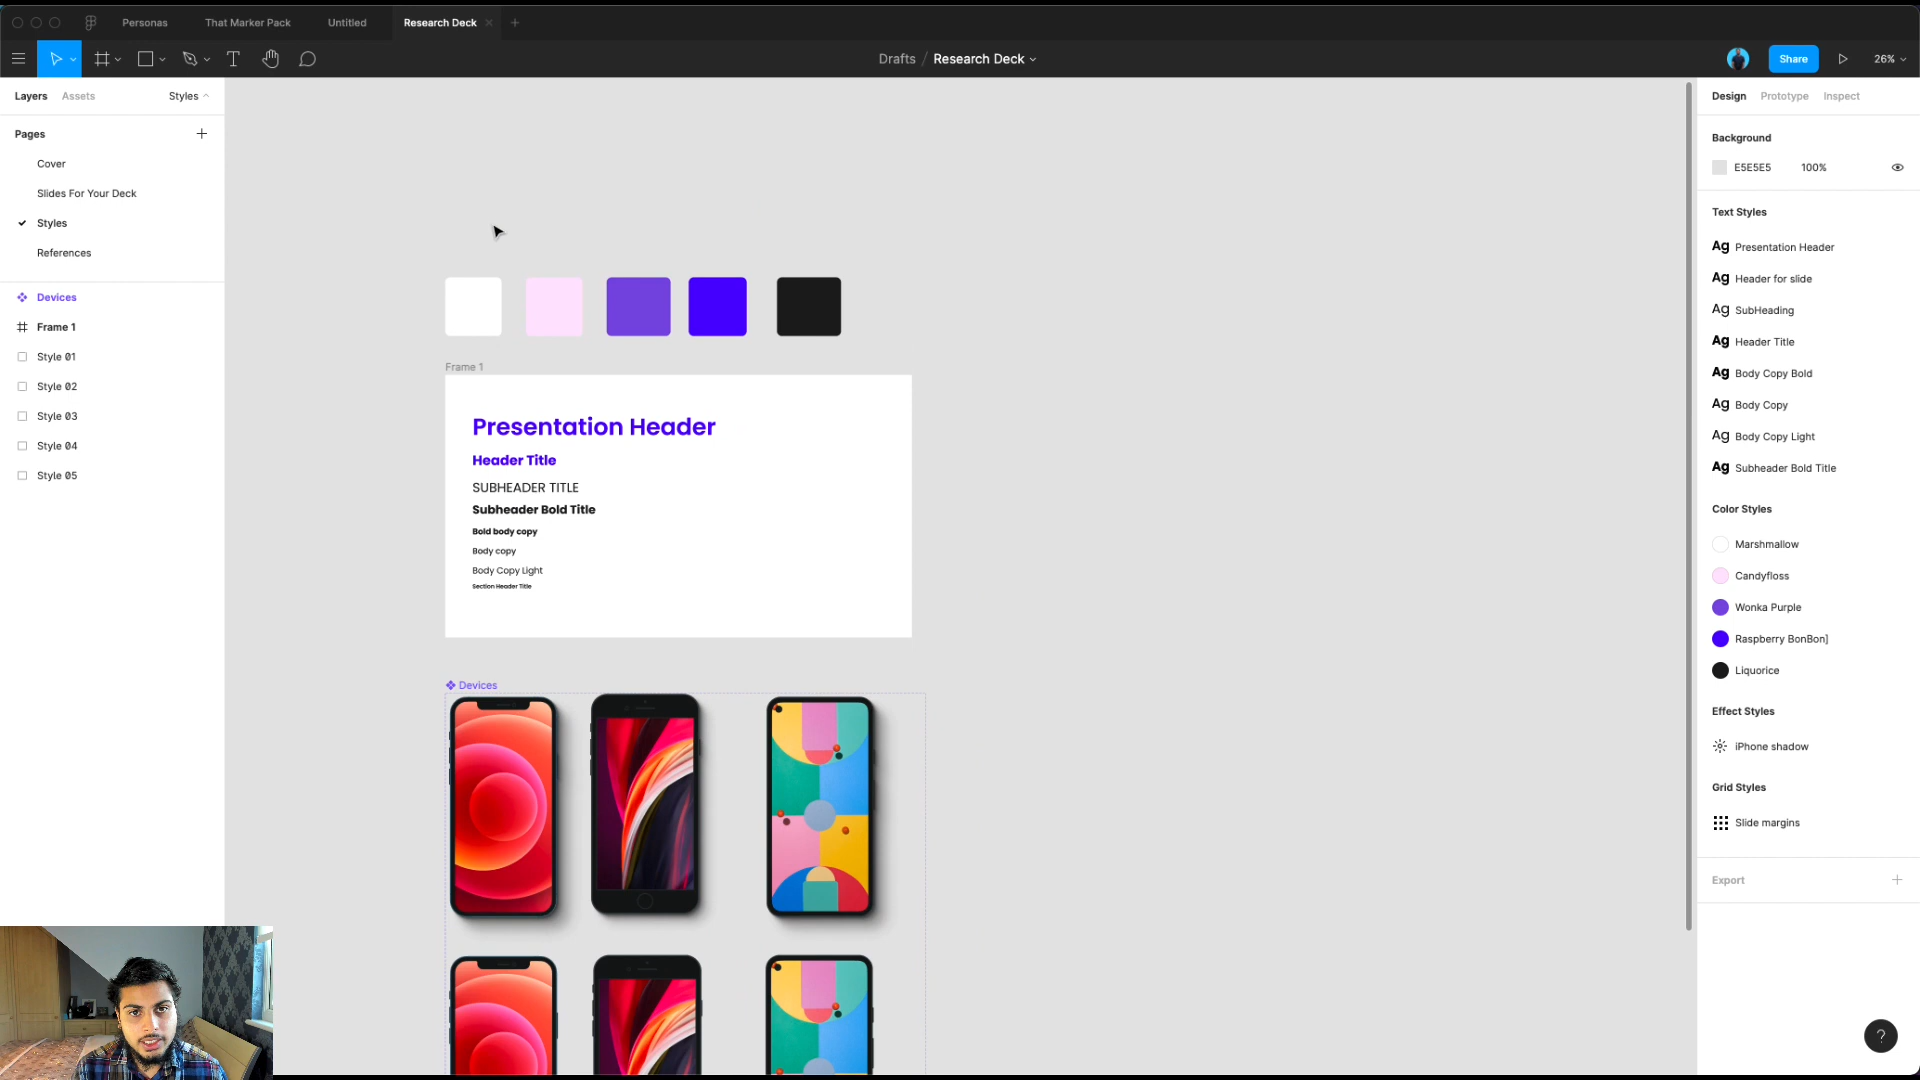 Personas
That Marker Pack
Untitled
Research Deck
Drafts / Research Deck
Share
26%
Layers
Assets
Styles
Pages
Cover
Slides For Your Deck
Styles
References
Devices
Frame 1
Style 01
Style 02
Style 03
Style 04
Style 05
Frame 1
Presentation Header
Header Title
SUBHEADER TITLE
Subheader Bold Title
Bold body copy
Body copy
Body Copy Light
Section Header Title
Devices
Design
Prototype
Inspect
Background
E5E5E5
100%
Text Styles
Ag Presentation Header
Ag Header for slide
Ag SubHeading
Ag Header Title
Ag Body Copy Bold
Ag Body Copy
Ag Body Copy Light
Ag Subheader Bold Title
Color Styles
Marshmallow
Candyfloss
Wonka Purple
Raspberry BonBon]
Liquorice
Effect Styles
iPhone shadow
Grid Styles
Slide margins
Export
?